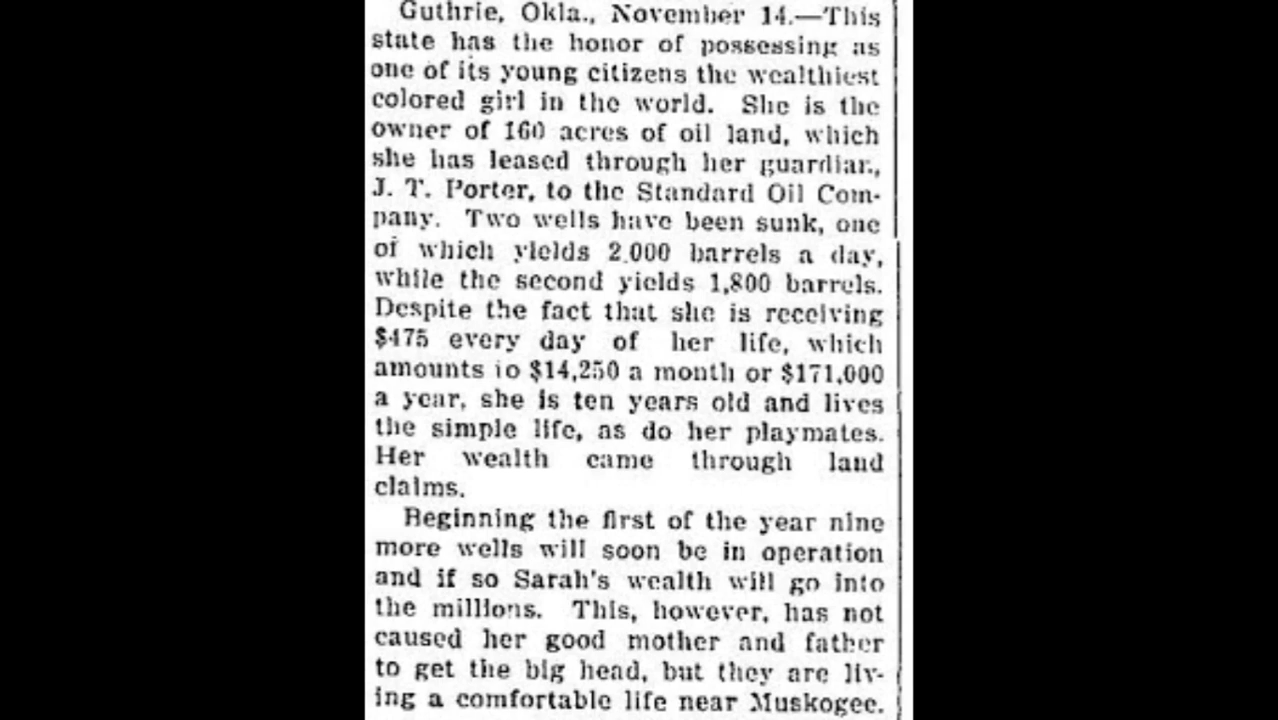 Guthrie, Okla., November 14.—This
state has the honor of possessing as
one of its young citizens the wealthiest
colored girl in the world. She is the
owner of 160 acres of oil land, which
she has leased through her guardian,
J. T. Porter, to the Standard Oil Com-
pany. Two wells have been sunk, one
of which yields 2,000 barrels a day,
while the second yields 1,800 barrels.
Despite the fact that she is receiving
$475 every day of her life, which
amounts to $14,250 a month or $171,000
a year, she is ten years old and lives
the simple life, as do her playmates.
Her wealth came through land
claims.
Beginning the first of the year nine
more wells will soon be in operation
and if so Sarah's wealth will go into
the millions. This, however, has not
caused her good mother and father
to get the big head, but they are liv-
ing a comfortable life near Muskogee.